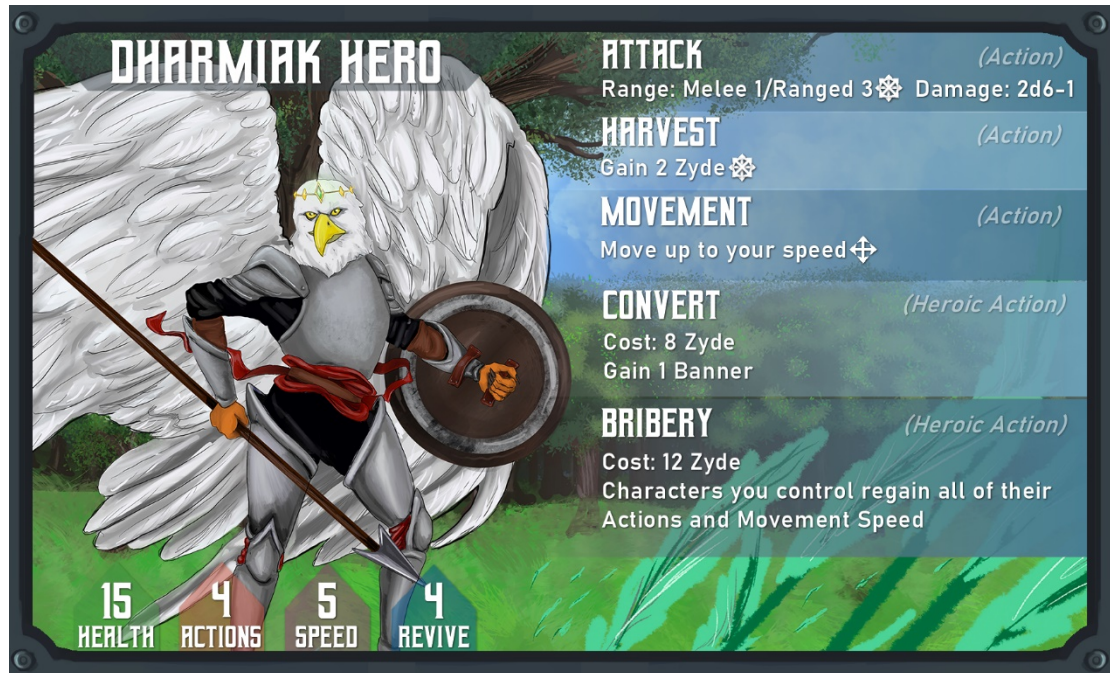 DHARMIAK HERO
ATTACK (Action)
Range: Melee 1/Ranged 3 Damage: 2d6-1
HARVEST (Action)
Gain 2 Zyde
MOVEMENT (Action)
Move up to your speed
CONVERT (Heroic Action)
Cost: 8 Zyde
Gain 1 Banner
BRIBERY (Heroic Action)
Cost: 12 Zyde
Characters you control regain all of their
Actions and Movement Speed
15 4 5 4
HEALTH ACTIONS SPEED REVIVE